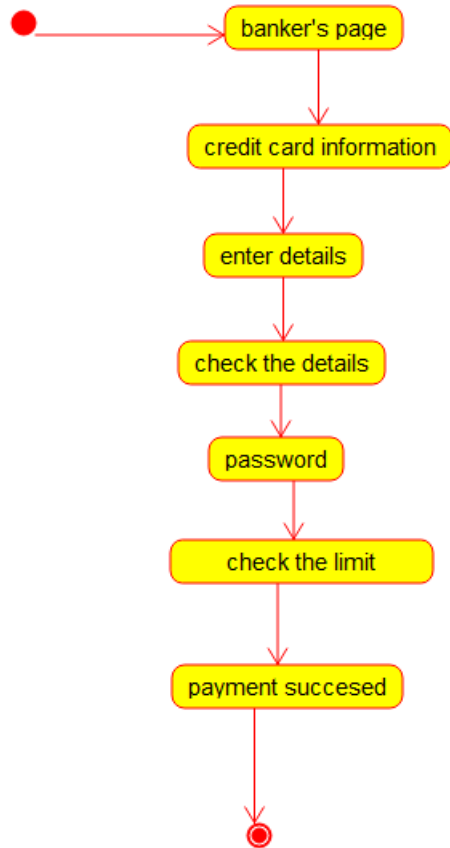 banker's page
credit card information
enter details
check the details
password
check the limit
payment succesed